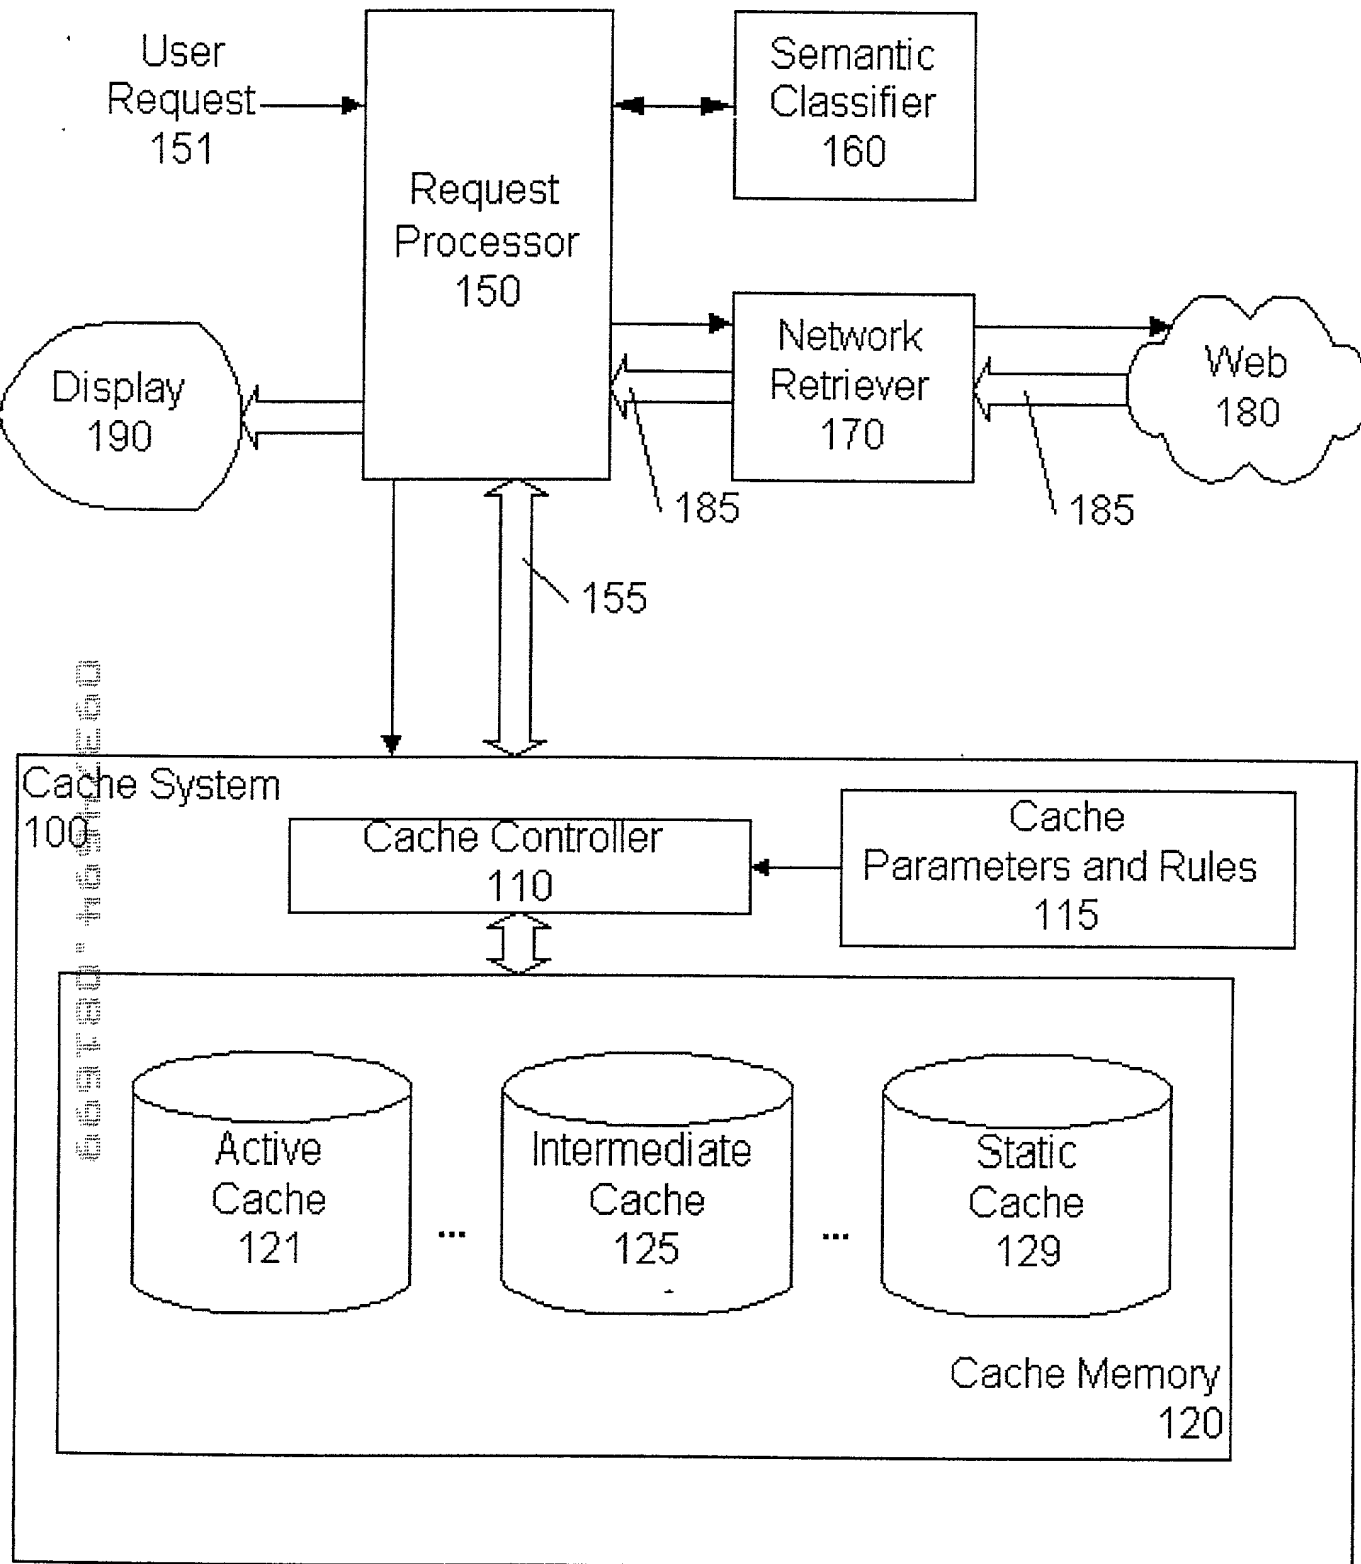 User
Request
151
Semantic
Classifier
160
Request
Processor
150
Network
Retriever
170
Web
180
Display
190
185
185
155
Cache System
100
Cache Controller
110
Cache
Parameters and Rules
115
Active
Cache
121
...
Intermediate
Cache
125
...
Static
Cache
129
Cache Memory
120